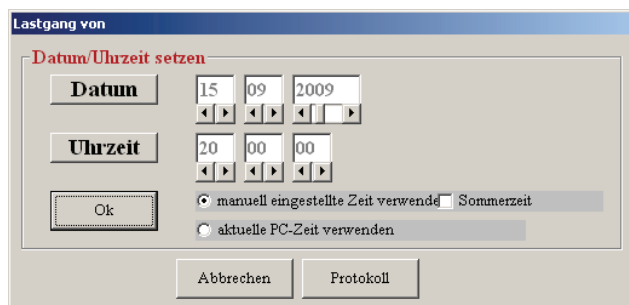 Lastgang von
Datum/Uhrzeit setzen
Datum 15 09 2009
Uhrzeit 20 00 00
Ok
manuell eingestellte Zeit verwende Sommerzeit
aktuelle PC-Zeit verwenden
Abbrechen Protokoll